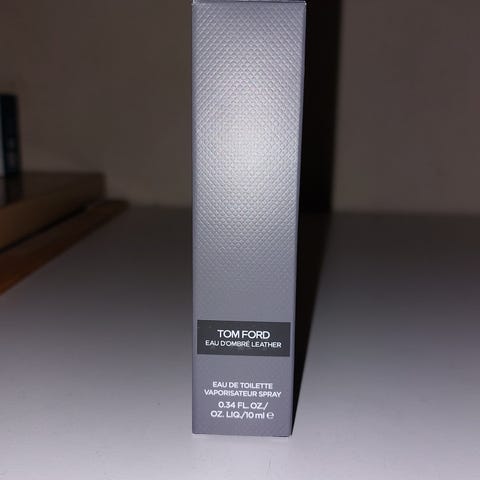 TOM FORD
EAU D'OMBRÉ LEATHER
EAU DE TOILETTE
VAPORISATEUR SPRAY
0.34 FL. OZ./
OZ. LIQ./10 ml ℮